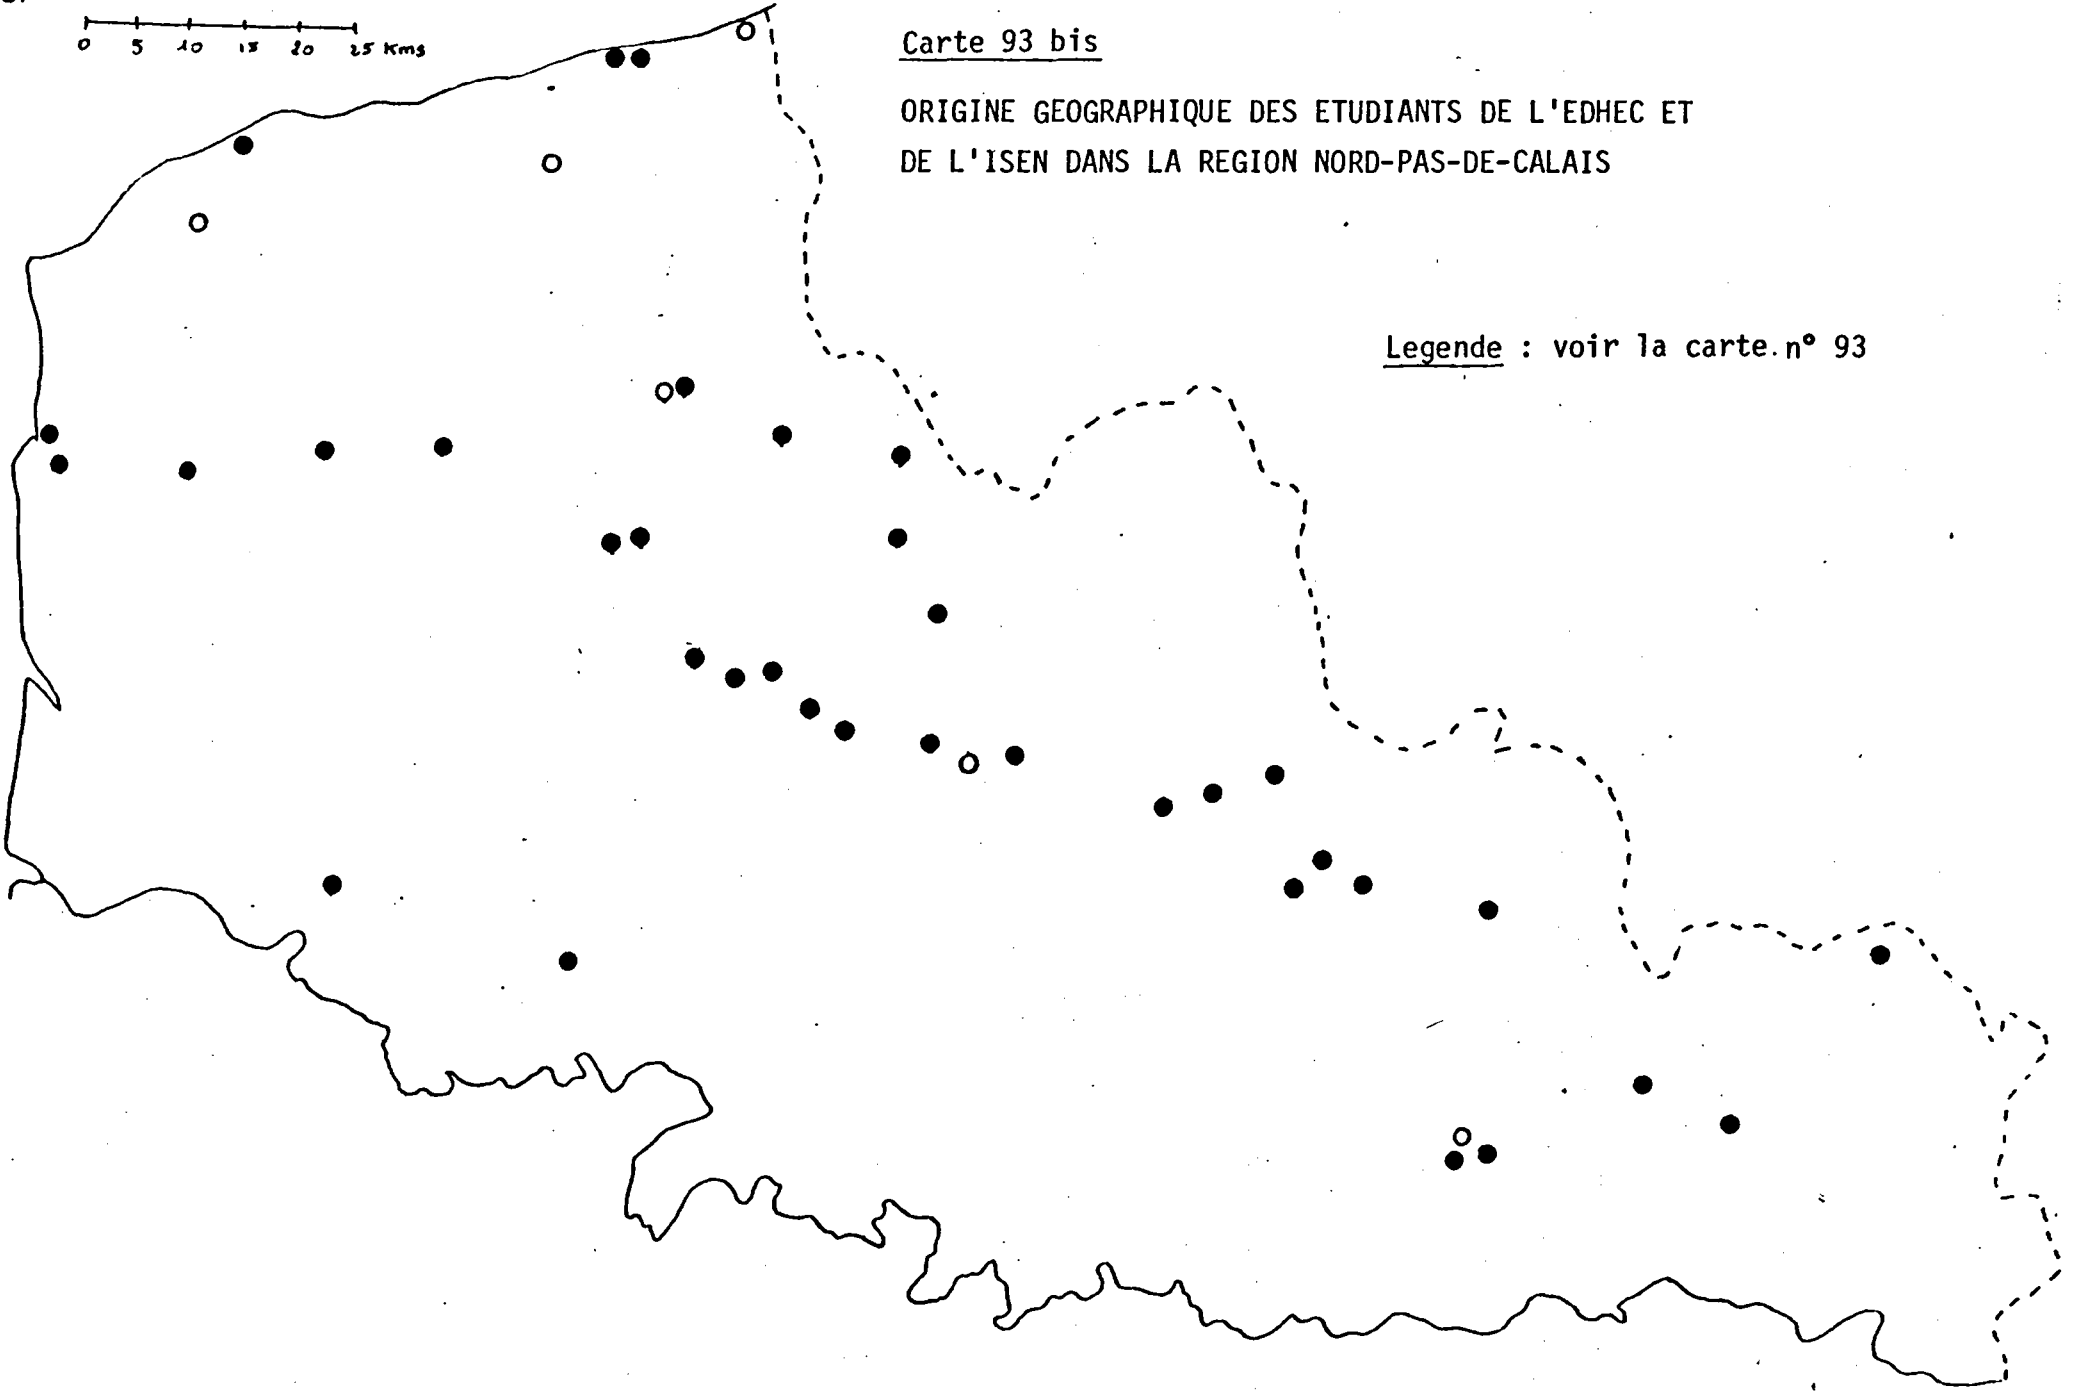 0 5 10 15 20 25 Kms
Carte 93 bis
ORIGINE GEOGRAPHIQUE DES ETUDIANTS DE L'EDHEC ET
DE L'ISEN DANS LA REGION NORD-PAS-DE-CALAIS
Legende : voir la carte n° 93